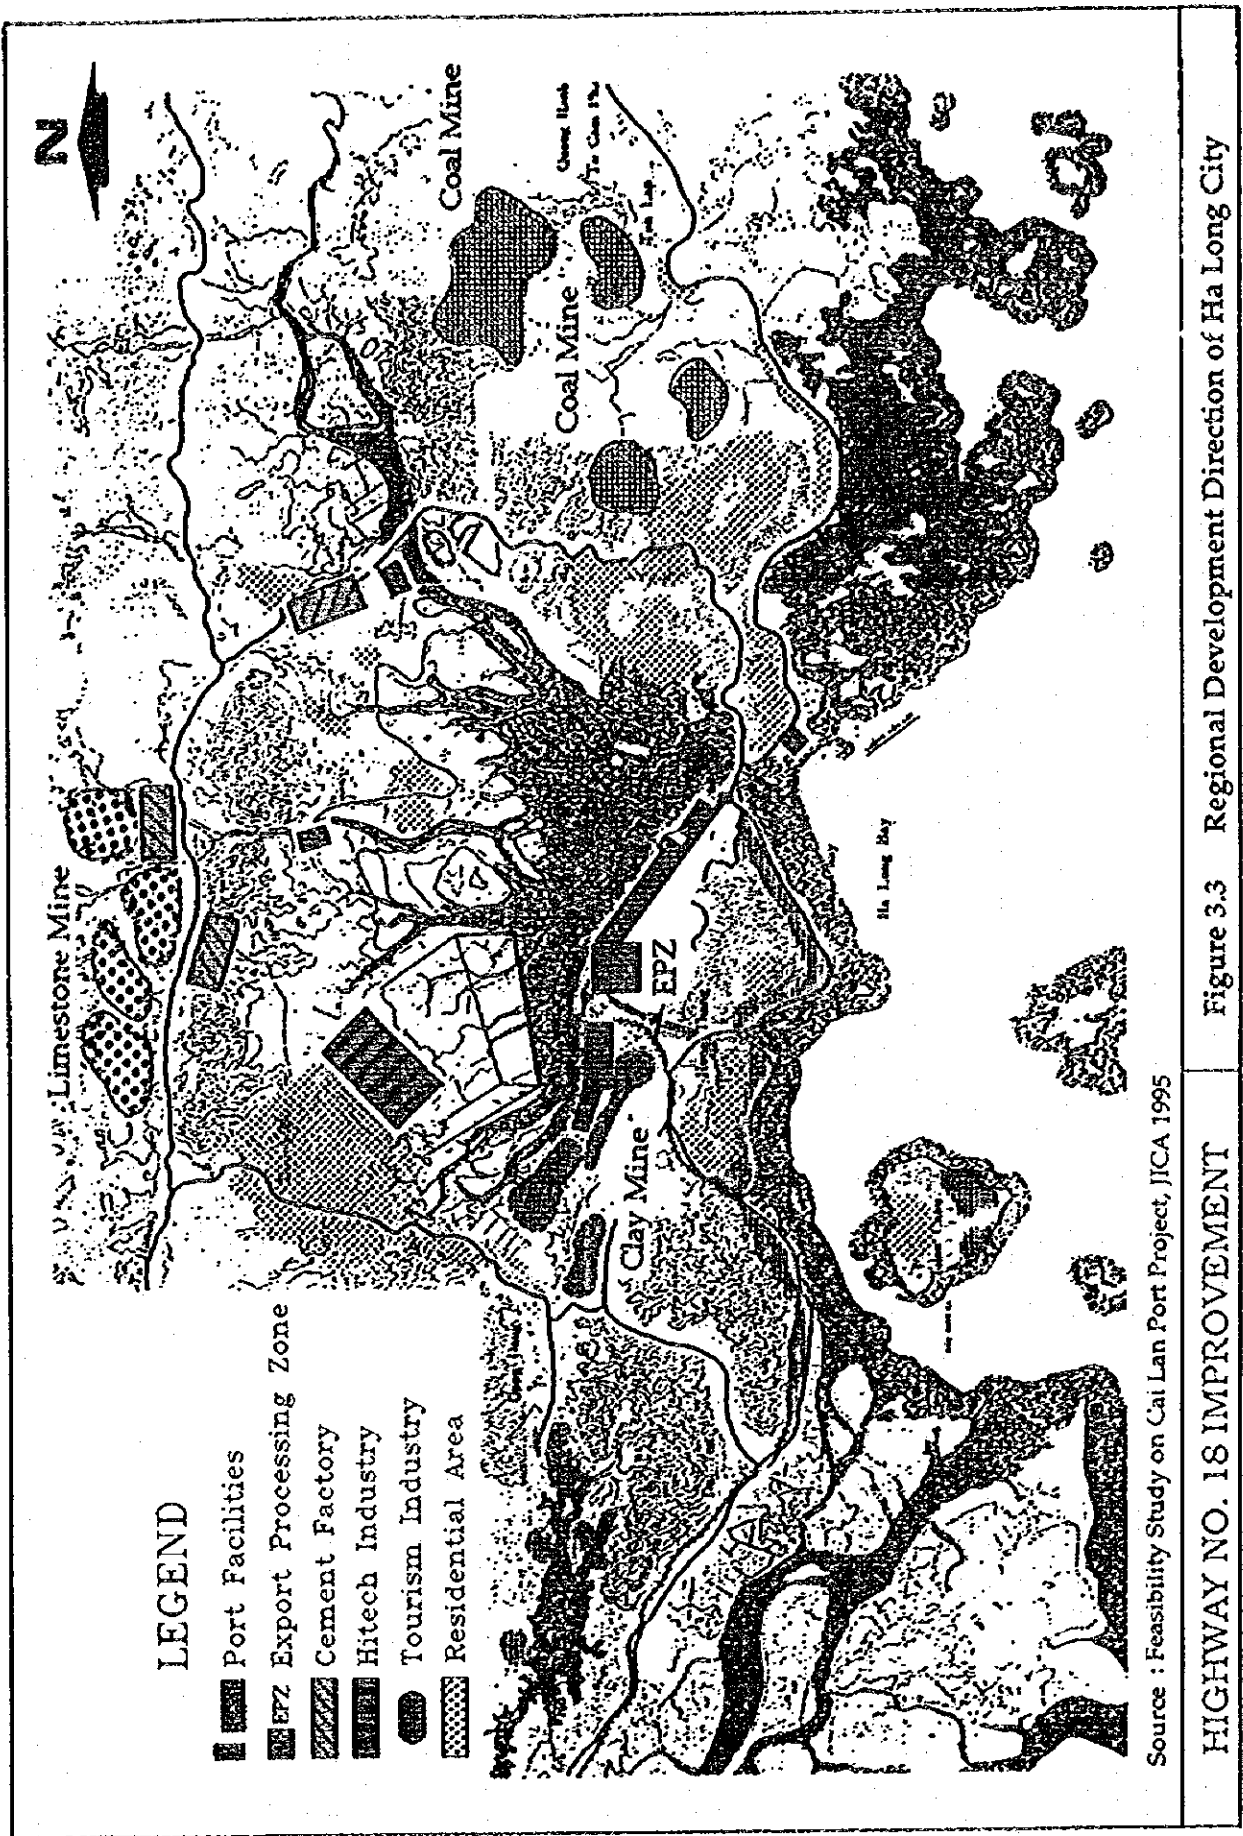 N
Limestone Mine
Coal Mine
Coal Mine
EPZ
Clay Mine
Ha Long Bay
LEGEND
Port Facilities
EPZ Export Processing Zone
Cement Factory
Hitech Industry
Tourism Industry
Residential Area
Source : Feasibility Study on Cai Lan Port Project, JICA 1995
HIGHWAY NO. 18 IMPROVEMENT
Figure 3.3 Regional Development Direction of Ha Long City